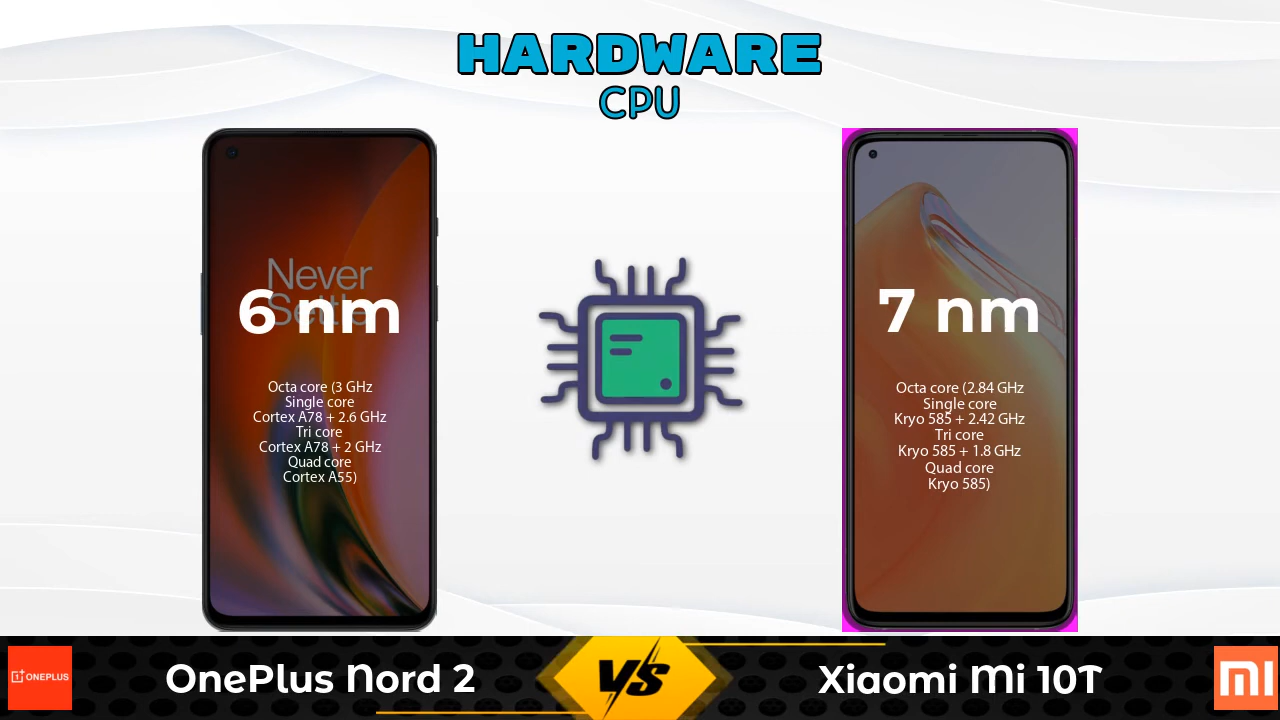 HARDWARE
CPU
Never
Settle
6 nm
Octa core (3 GHz
Single core
Cortex A78 + 2.6 GHz
Tri core
Cortex A78 + 2 GHz
Quad core
Cortex A55)
7 nm
Octa core (2.84 GHz
Single core
Kryo 585 + 2.42 GHz
Tri core
Kryo 585 + 1.8 GHz
Quad core
Kryo 585)
1+ ONEPLUS
OnePlus Nord 2
VS
Xiaomi Mi 10T
MI